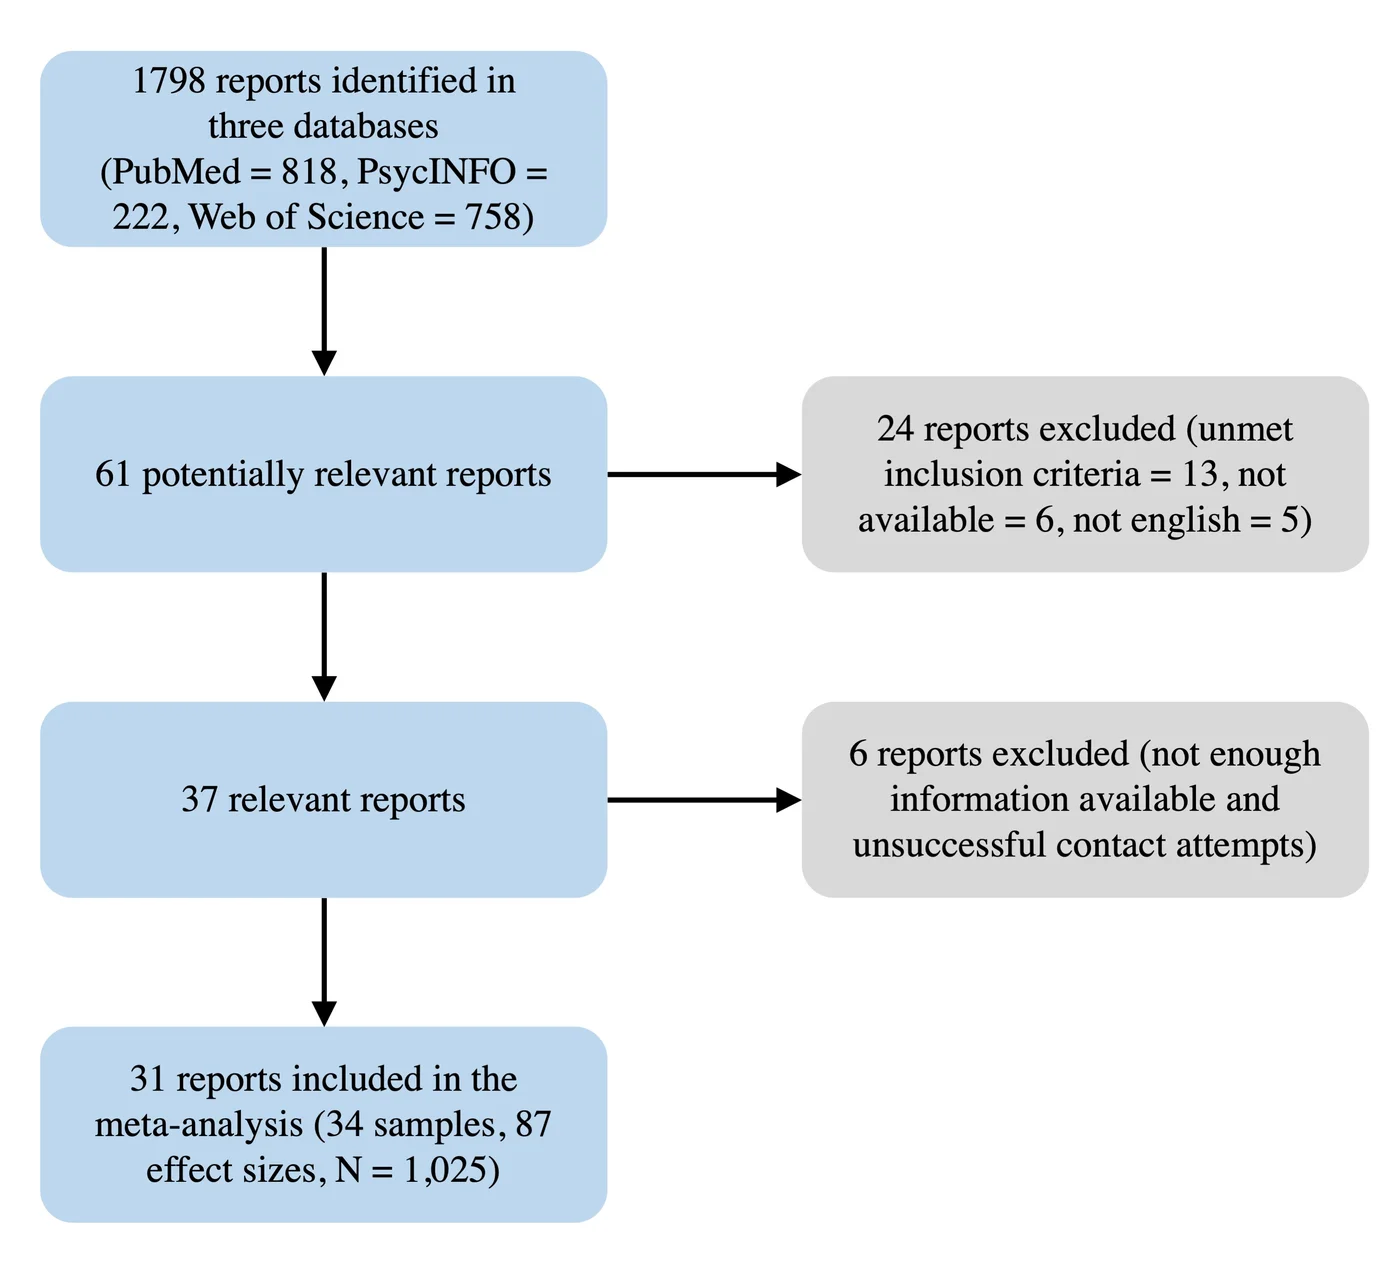 1798 reports identified in
three databases
(PubMed = 818, PsycINFO =
222, Web of Science = 758)
61 potentially relevant reports
24 reports excluded (unmet
inclusion criteria = 13, not
available = 6, not english = 5)
37 relevant reports
6 reports excluded (not enough
information available and
unsuccessful contact attempts)
31 reports included in the
meta-analysis (34 samples, 87
effect sizes, N = 1,025)